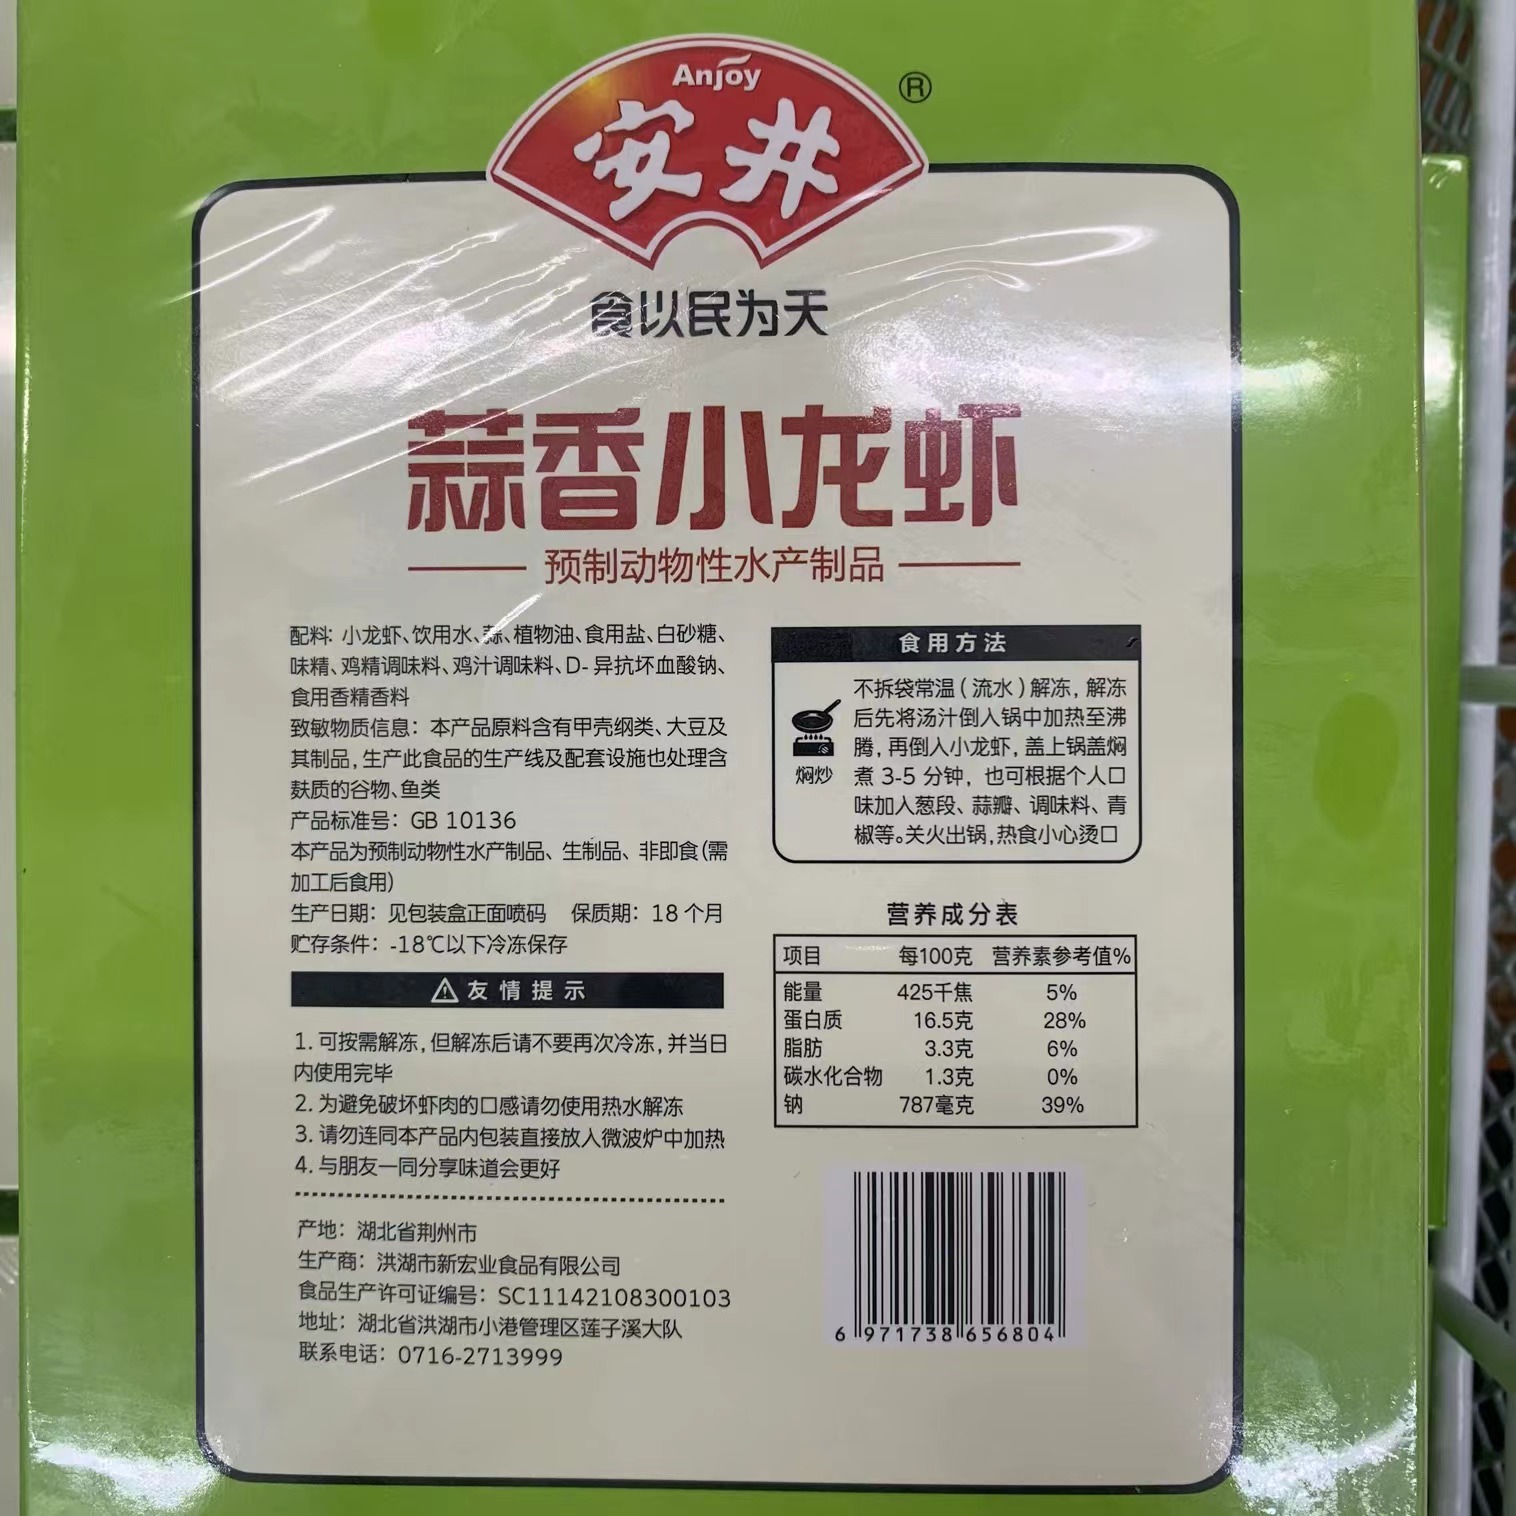 Anjoy
®
安井
食以民为天
蒜香小龙虾
预制动物性水产制品
配料: 小龙虾、饮用水、蒜、植物油、食用盐、白砂糖、
味精、鸡精调味料、鸡汁调味料、D-异抗坏血酸钠、
食用香精香料
致敏物质信息：本产品原料含有甲壳纲类、大豆及
其制品，生产此食品的生产线及配套设施也处理含
麸质的谷物、鱼类
产品标准号：GB 10136
本产品为预制动物性水产制品、生制品、非即食(需
加工后食用)
生产日期：见包装盒正面喷码 保质期：18个月
贮存条件：-18℃以下冷冻保存
友情提示
1. 可按需解冻，但解冻后请不要再次冷冻，并当日
内使用完毕
2. 为避免破坏虾肉的口感请勿使用热水解冻
3. 请勿连同本产品内包装直接放入微波炉中加热
4. 与朋友一同分享味道会更好
产地：湖北省荆州市
生产商：洪湖市新宏业食品有限公司
食品生产许可证编号：SC11142108300103
地址：湖北省洪湖市小港管理区莲子溪大队
联系电话：0716-2713999
食用方法
焖炒
不拆袋常温(流水)解冻，解冻
后先将汤汁倒入锅中加热至沸
腾，再倒入小龙虾，盖上锅盖焖
煮 3-5 分钟，也可根据个人口
味加入葱段、蒜瓣、调味料、青
椒等。关火出锅，热食小心烫口
营养成分表
项目 每100克 营养素参考值%
能量 425千焦 5%
蛋白质 16.5克 28%
脂肪 3.3克 6%
碳水化合物 1.3克 0%
钠 787毫克 39%
6 971738 656804